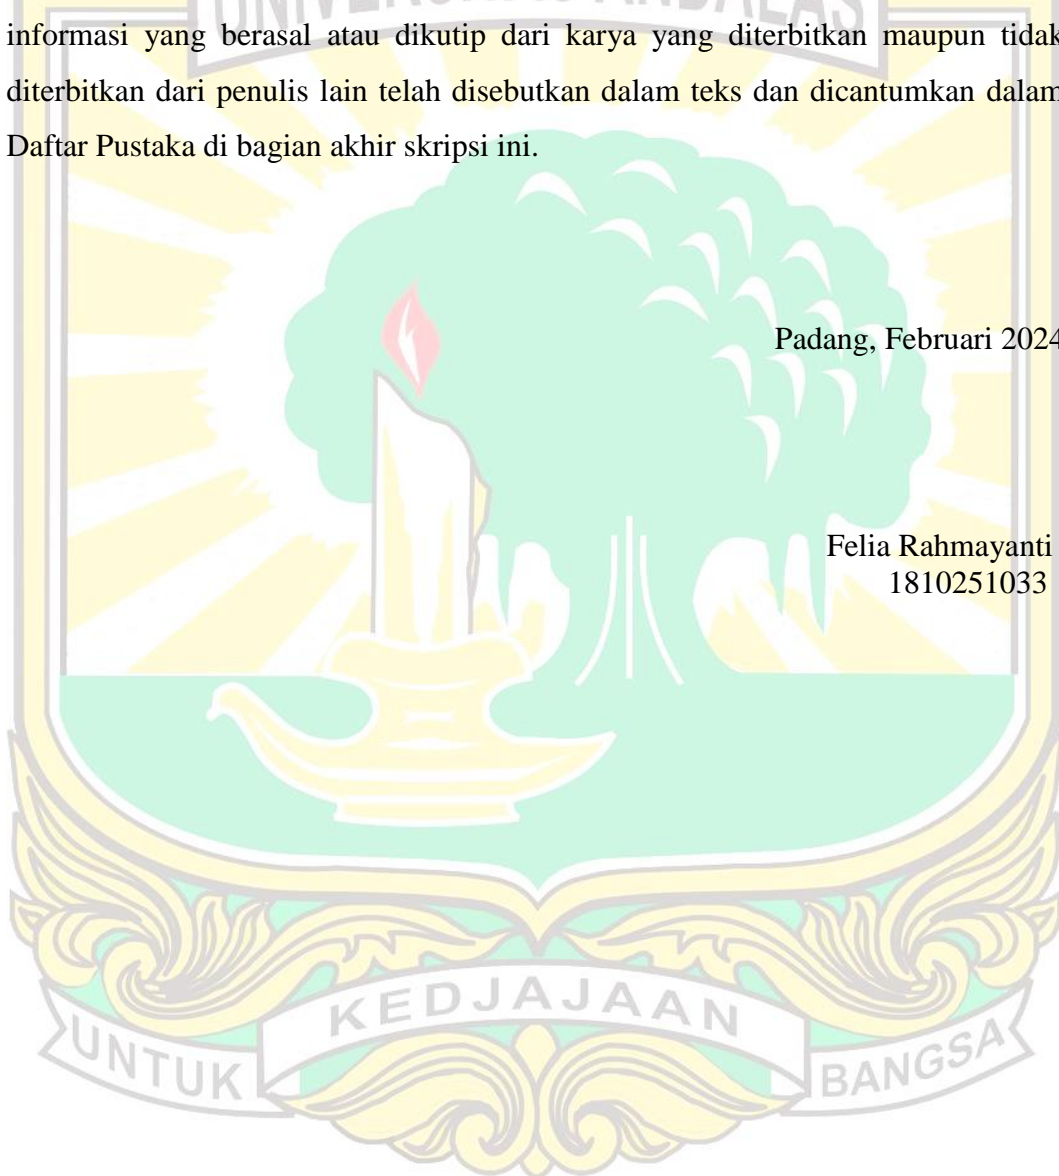 UNIVERSITAS ANDALAS
informasi yang berasal atau dikutip dari karya yang diterbitkan maupun tidak
diterbitkan dari penulis lain telah disebutkan dalam teks dan dicantumkan dalam
Daftar Pustaka di bagian akhir skripsi ini.
Padang, Februari 2024
Felia Rahmayanti
1810251033
UNTUK KEDJAJAAN BANGSA